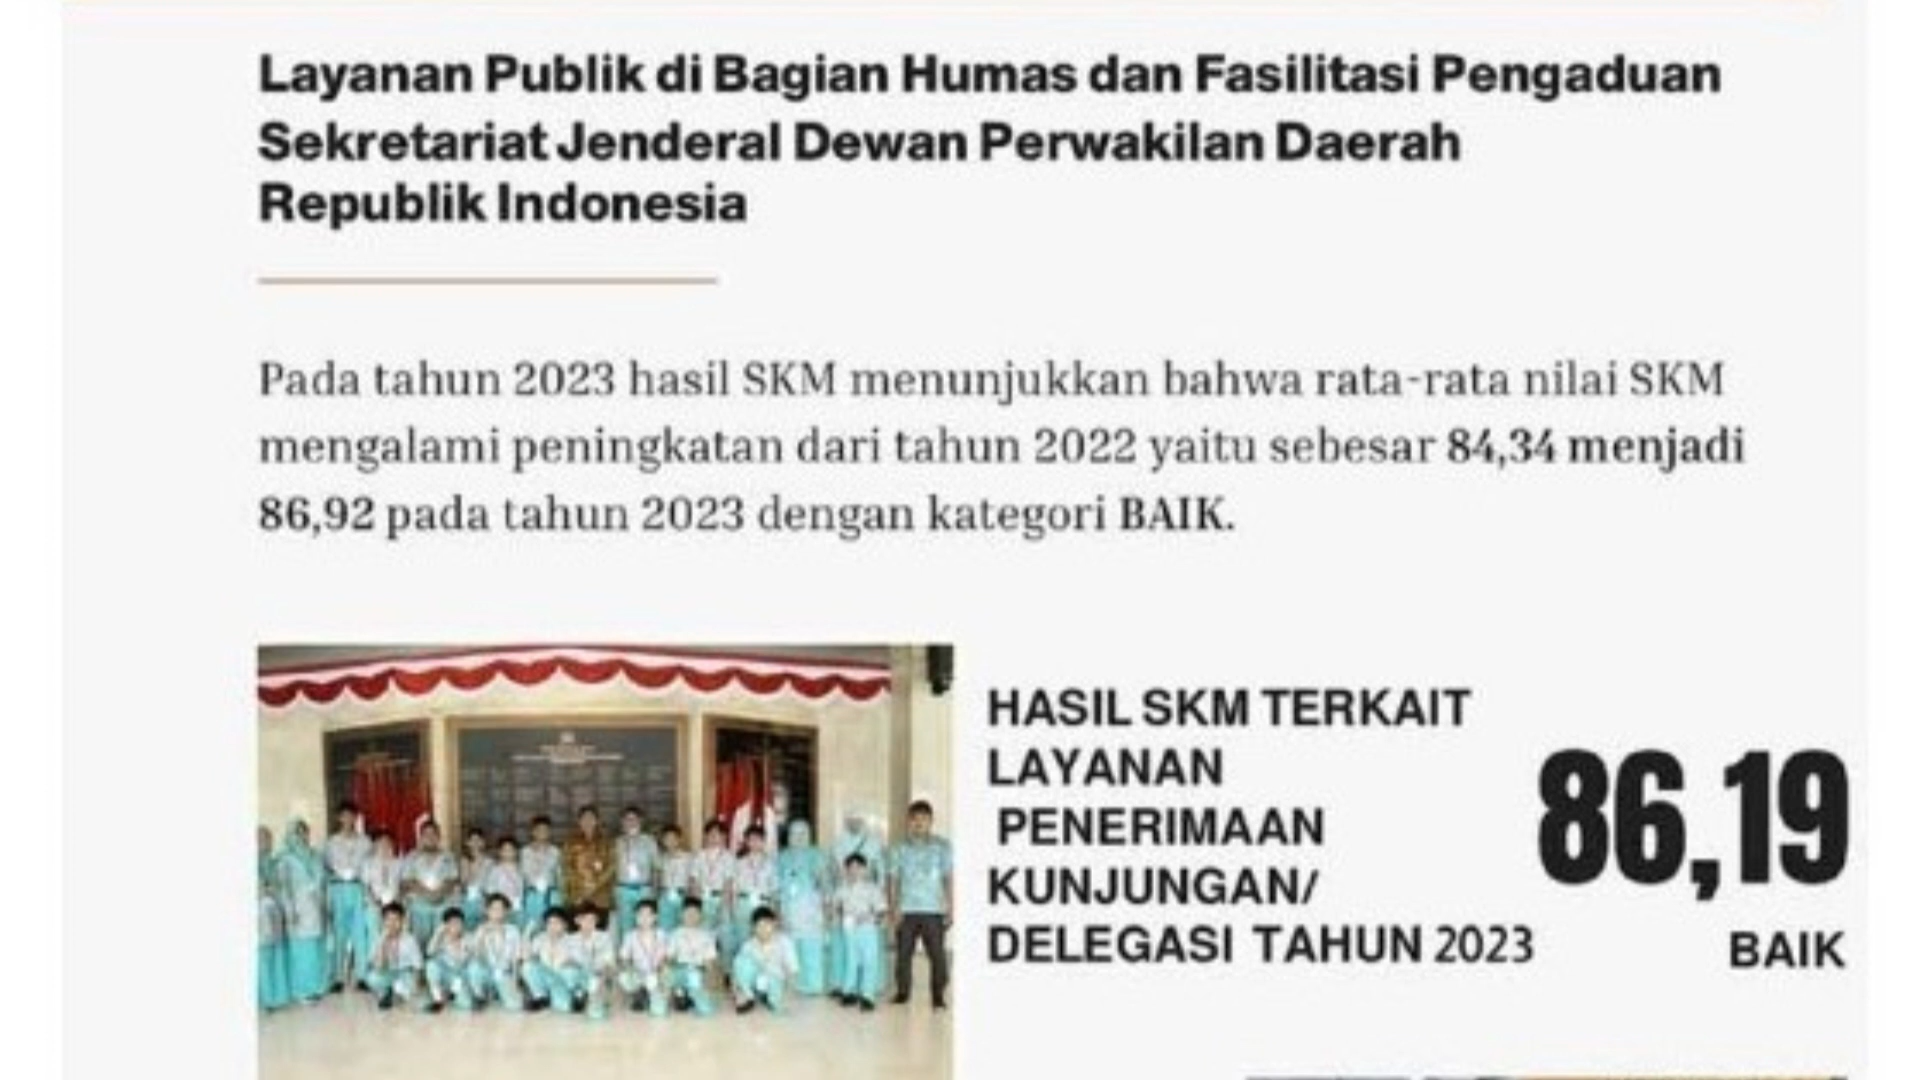 Layanan Publik di Bagian Humas dan Fasilitasi Pengaduan
Sekretariat Jenderal Dewan Perwakilan Daerah
Republik Indonesia
Pada tahun 2023 hasil SKM menunjukkan bahwa rata-rata nilai SKM
mengalami peningkatan dari tahun 2022 yaitu sebesar 84,34 menjadi
86,92 pada tahun 2023 dengan kategori BAIK.
HASIL SKM TERKAIT
LAYANAN
PENERIMAAN
KUNJUNGAN/
DELEGASI TAHUN 2023
86,19
BAIK